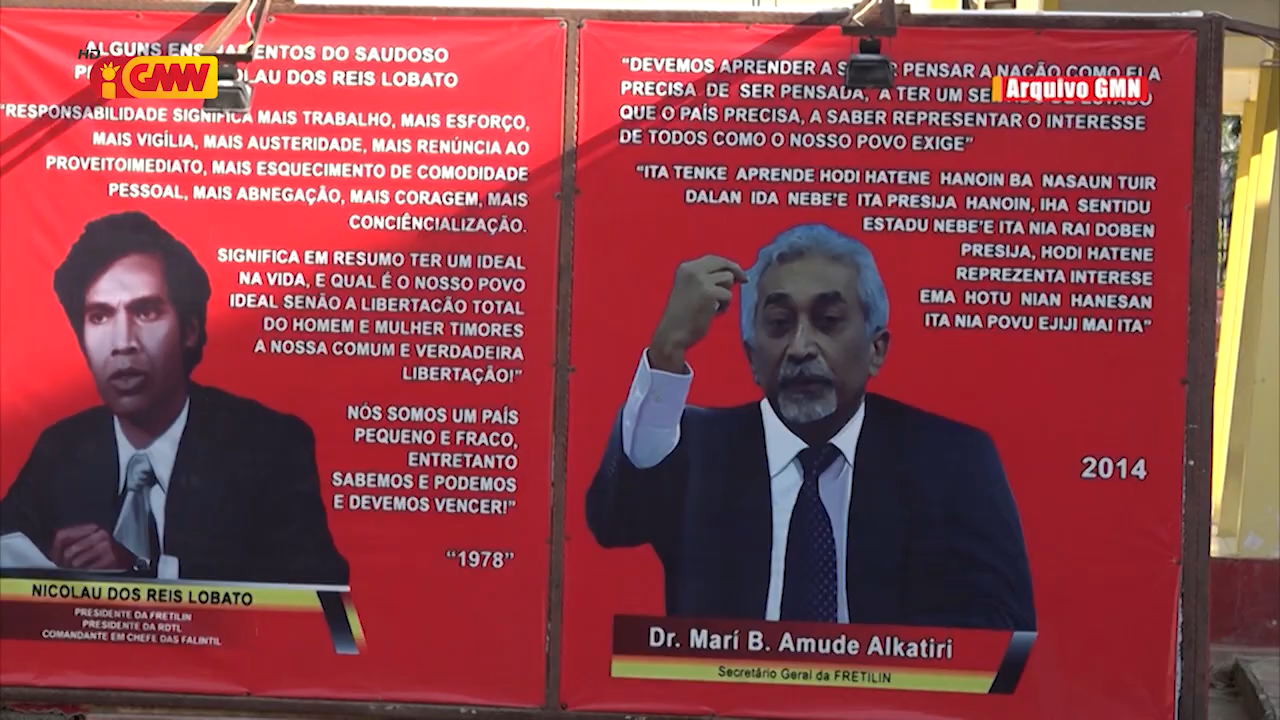 HD
GMW
Arquivo GMN
ALGUNS DO SAUDOSO
DOS REIS LOBATO
"RESPONSABILIDADE SIGNIFICA MAIS TRABALHO, MAIS ESFORÇO,
MAIS VIGÍLIA, MAIS AUSTERIDADE, MAIS RENÚNCIA AO
PROVEITOIMEDIATO, MAIS ESQUECIMENTO DE COMODIDADE
PESSOAL, MAIS ABNEGAÇÃO, MAIS CORAGEM, MAIS
CONCIÊNCIALIZAÇÃO.
SIGNIFICA EM RESUMO TER UM IDEAL
NA VIDA, E QUAL É O NOSSO POVO
IDEAL SENÃO A LIBERTAÇÃO TOTAL
DO HOMEM E MULHER TIMORES
A NOSSA COMUM E VERDADEIRA
LIBERTAÇÃO!"
NÓS SOMOS UM PAÍS
PEQUENO E FRACO,
ENTRETANTO
SABEMOS E PODEMOS
E DEVEMOS VENCER!"
"1978"
NICOLAU DOS REIS LOBATO
PRESIDENTE DA FRETILIN
PRESIDENTE DA RDTL
COMANDANTE EM CHEFE DAS FALINTIL
"DEVEMOS APRENDER A PENSAR A NAÇÃO COMO ELA
PRECISA DE SER PENSADA, A TER UM
QUE O PAÍS PRECISA, A SABER REPRESENTAR O INTERESSE
DE TODOS COMO O NOSSO POVO EXIGE"
"ITA TENKE APRENDE HODI HATENE HANOIN BA NASAUN TUIR
DALAN IDA NEBE'E ITA PRESIJA HANOIN, IHA SENTIDU
ESTADU NEBE'E ITA NIA RAI DOBEN
PRESIJA, HODI HATENE
REPREZENTA INTERESE
EMA HOTU NIAN HANESAN
ITA NIA POVU EJIJI MAI ITA"
2014
Dr. Marí B. Amude Alkatiri
Secretário Geral da FRETILIN